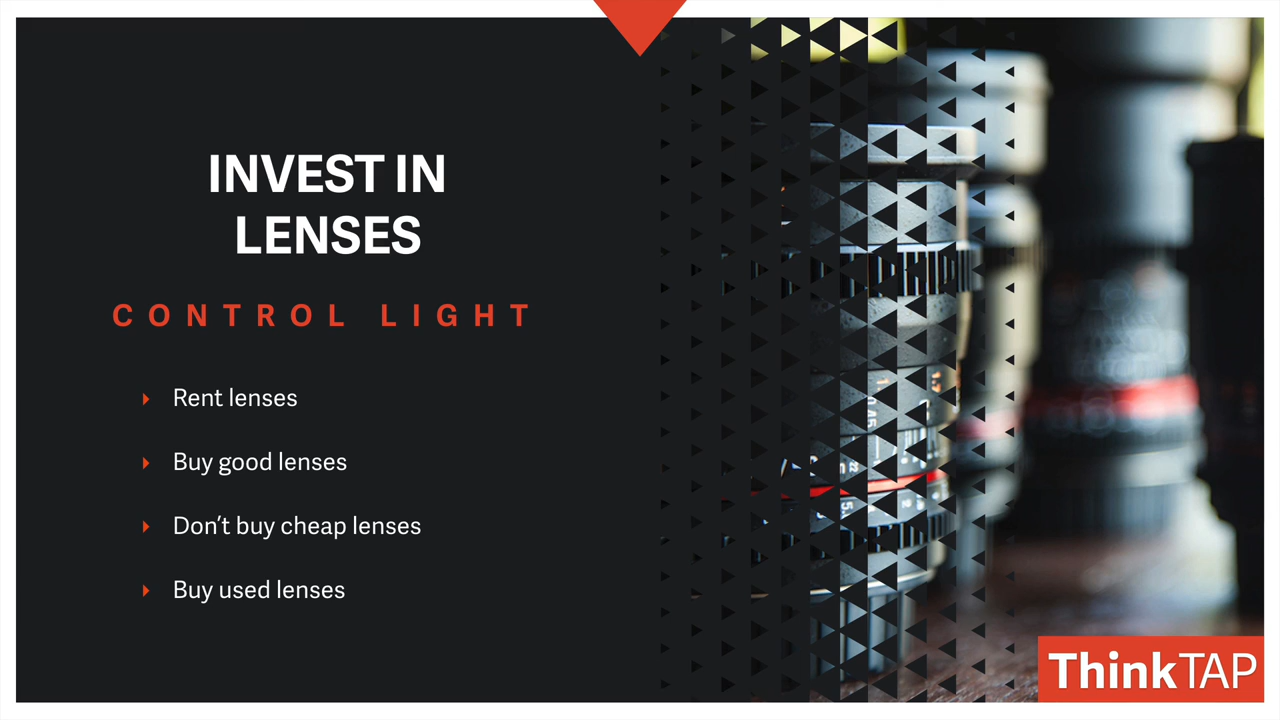 INVEST IN
LENSES
CONTROL LIGHT
Rent lenses
Buy good lenses
Don’t buy cheap lenses
Buy used lenses
ThinkTAP